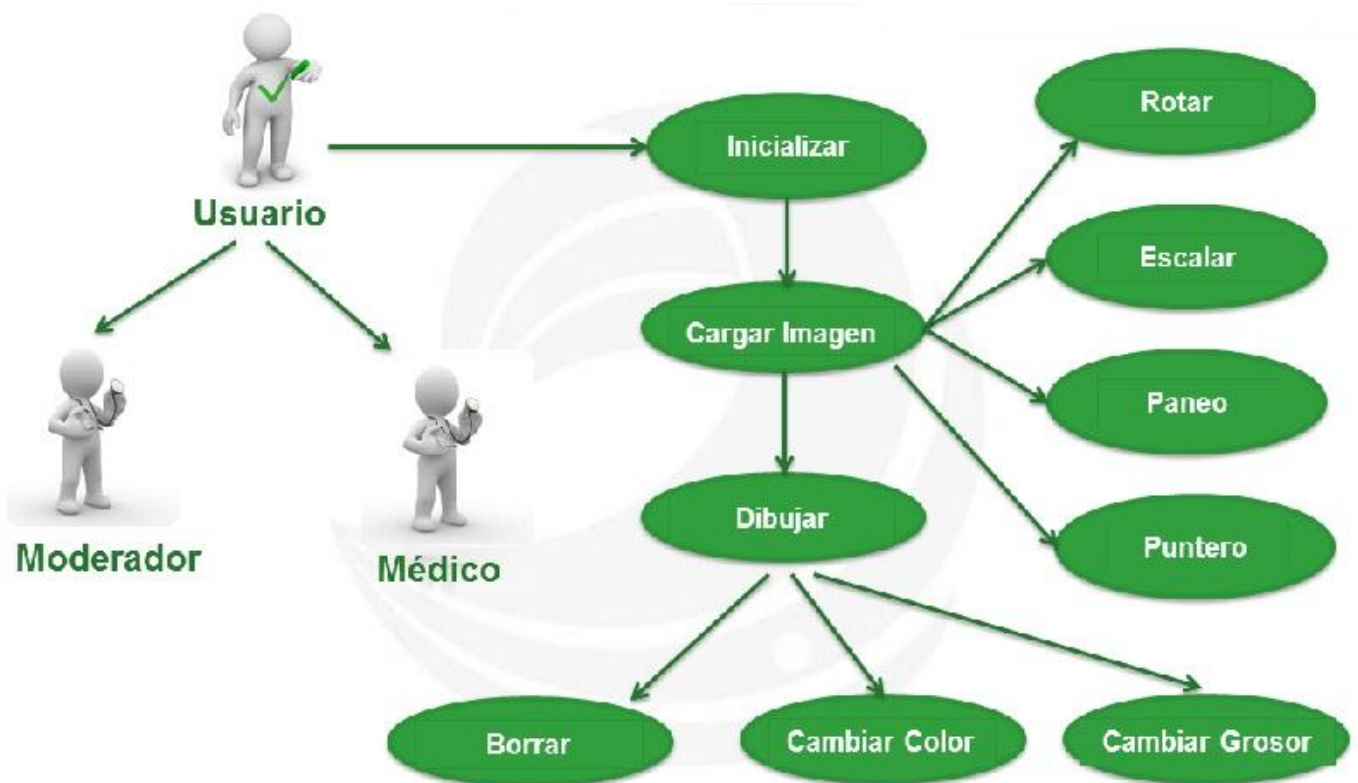 Rotar
Inicializar
Usuario
Escalar
Cargar Imagen
Paneo
Dibujar
Puntero
Moderador
Médico
Borrar
Cambiar Color
Cambiar Grosor